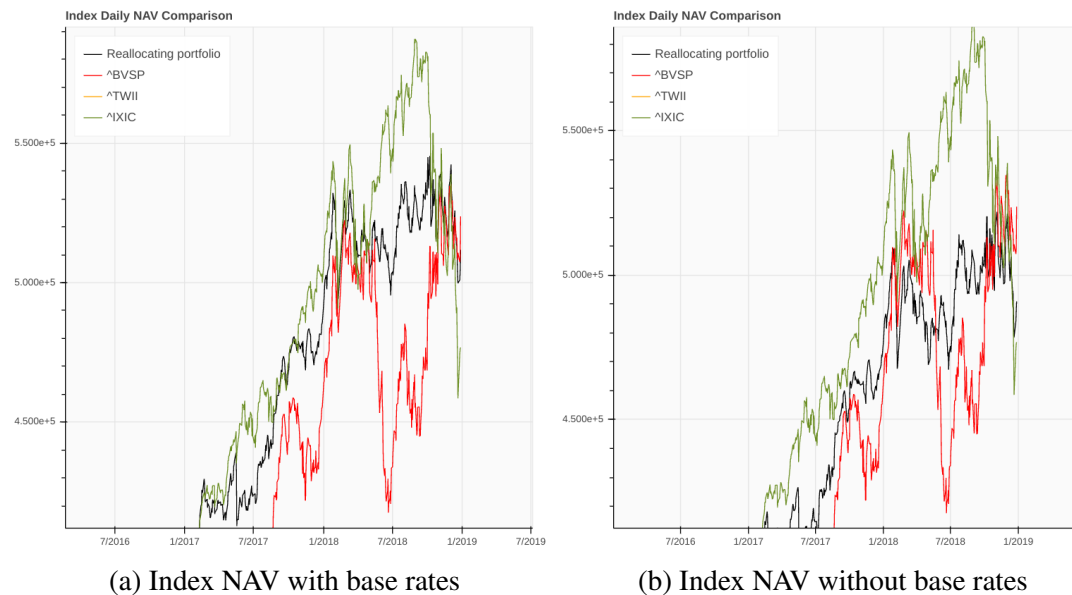 Index Daily NAV Comparison
Reallocating portfolio
^BVSP
^TWII
^IXIC
5.500e+5
5.000e+5
4.500e+5
7/2016 1/2017 7/2017 1/2018 7/2018 1/2019 7/2019
(a) Index NAV with base rates
Index Daily NAV Comparison
Reallocating portfolio
^BVSP
^TWII
^IXIC
5.500e+5
5.000e+5
4.500e+5
7/2016 1/2017 7/2017 1/2018 7/2018 1/2019
(b) Index NAV without base rates